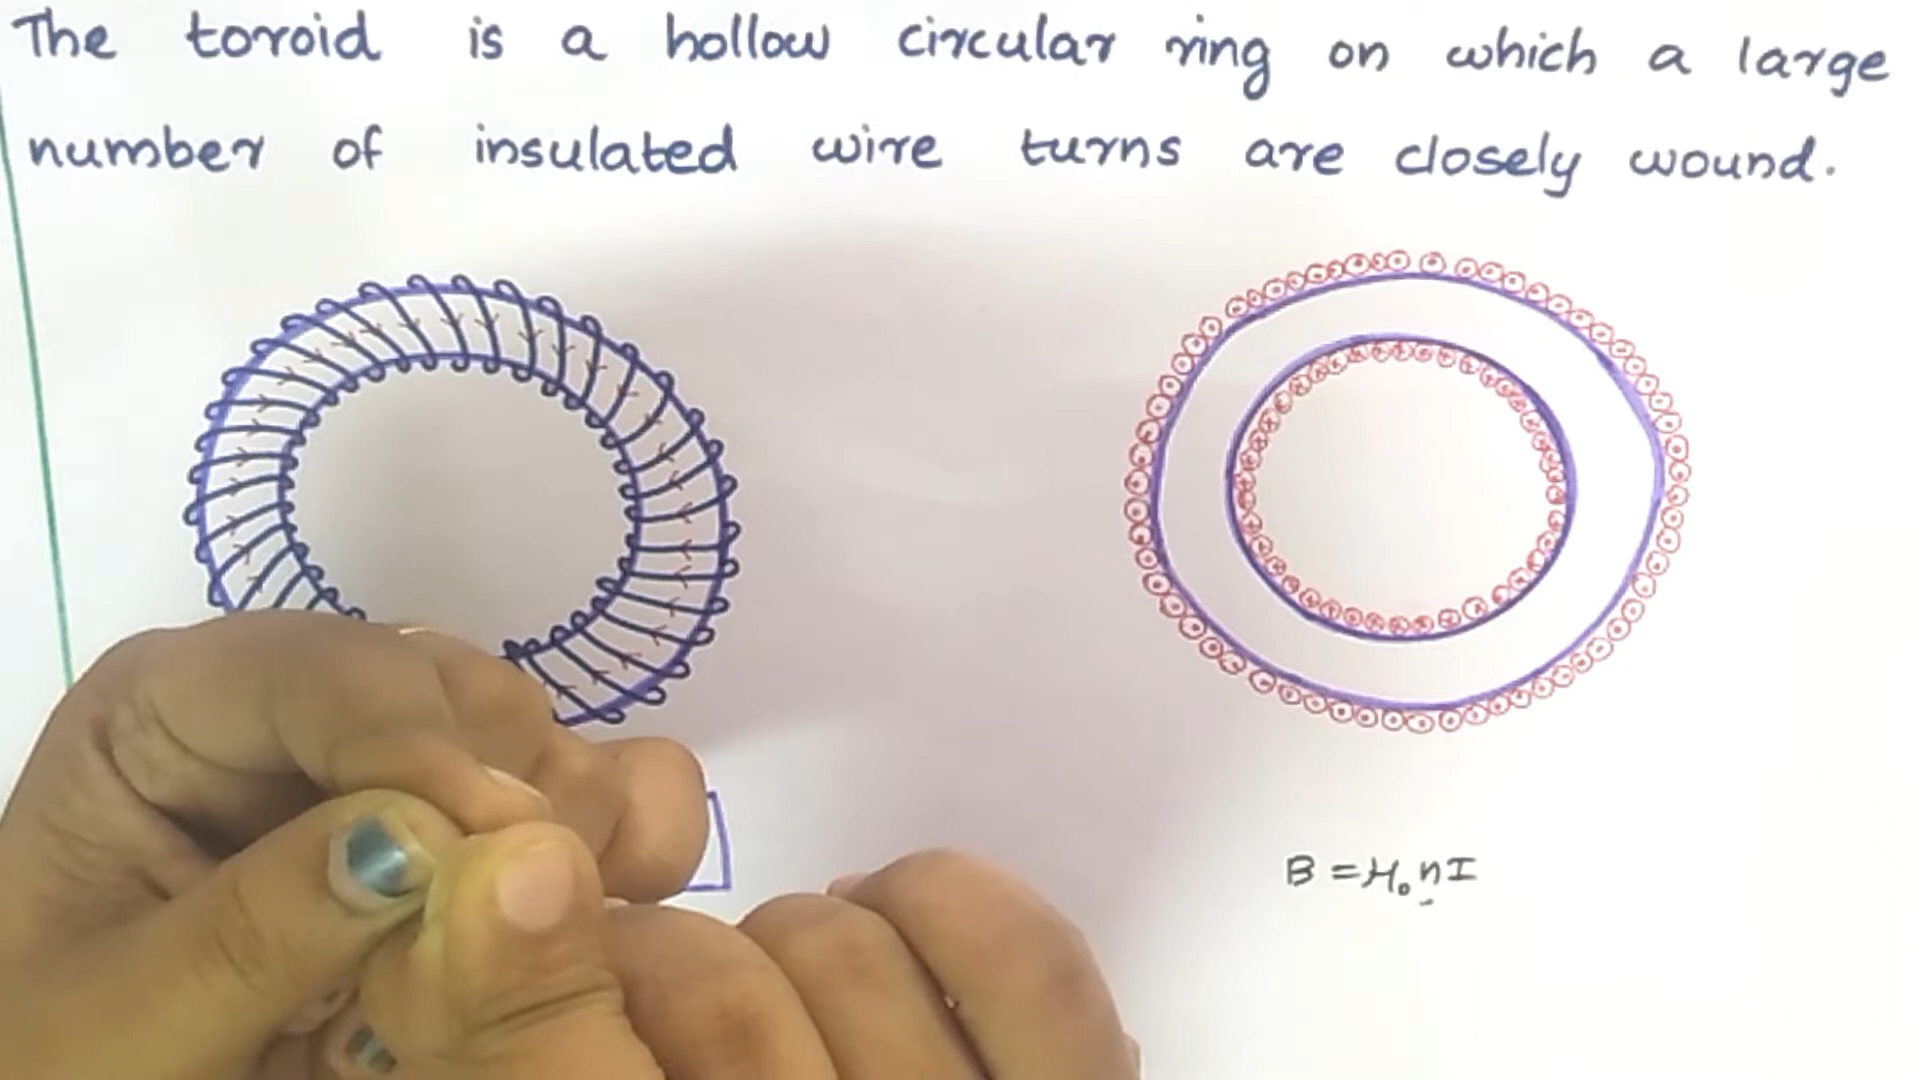 The toroid is a hollow circular ring on which a large
number of insulated wire turns are closely wound.
B = μ₀nI